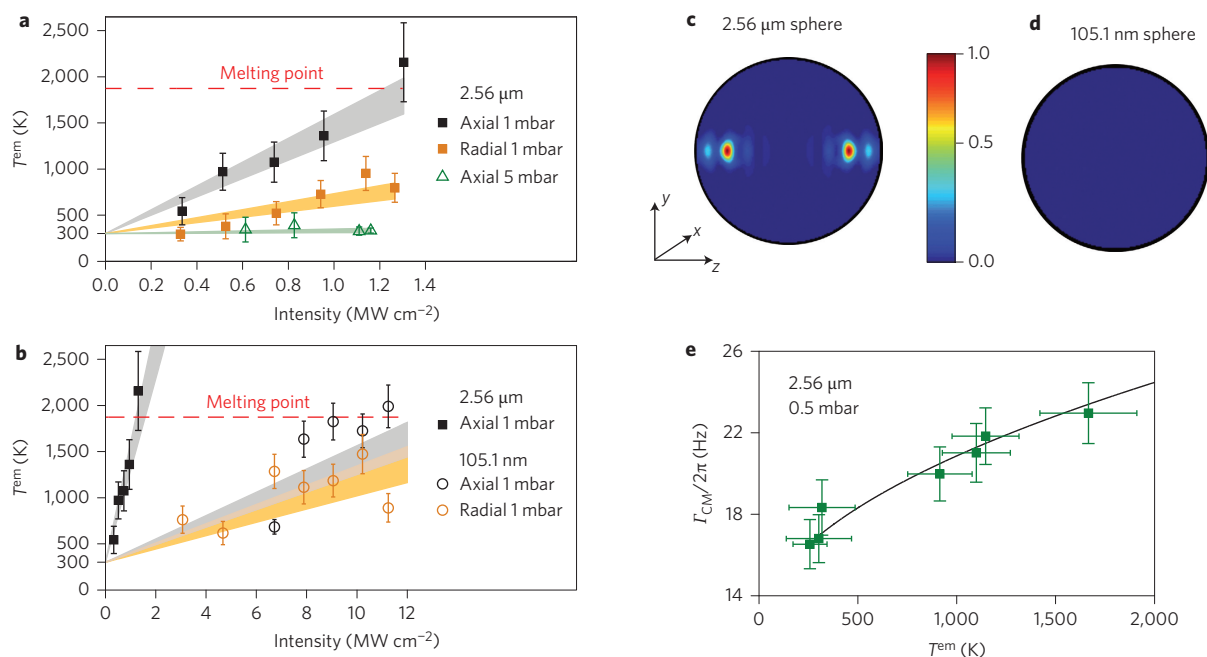 a
2,500
2,000
1,500
1,000
500
300
0
T^em (K)
Melting point
2.56 µm
Axial 1 mbar
Radial 1 mbar
Axial 5 mbar
0.0 0.2 0.4 0.6 0.8 1.0 1.2 1.4
Intensity (MW cm⁻²)
b
2,500
2,000
1,500
1,000
500
300
0
T^em (K)
Melting point
2.56 µm
Axial 1 mbar
105.1 nm
Axial 1 mbar
Radial 1 mbar
0 2 4 6 8 10 12
Intensity (MW cm⁻²)
c
2.56 µm sphere
y
x
z
1.0
0.5
0.0
d
105.1 nm sphere
e
26
22
18
14
Γ_CM/2π (Hz)
2.56 µm
0.5 mbar
0 500 1,000 1,500 2,000
T^em (K)